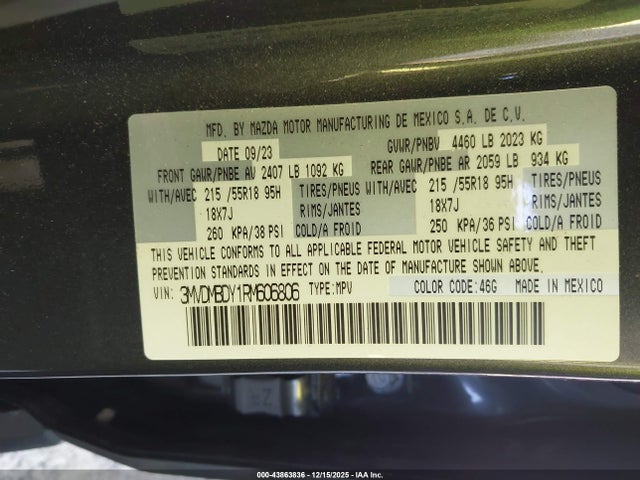 MFD. BY MAZDA MOTOR MANUFACTURING DE MEXICO S.A. DE C.V.
DATE 09/23 GVWR/PNBV 4460 LB 2023 KG
FRONT GAWR/PNBE AV 2407 LB 1092 KG REAR GAWR/PNBE AR 2059 LB 934 KG
WITH/AVEC 215 /55R18 95H TIRES/PNEUS WITH/AVEC 215 /55R18 95H TIRES/PNEUS
18X7J RIMS/JANTES 18X7J RIMS/JANTES
260 KPA/38 PSI COLD/A FROID 250 KPA/36 PSI COLD/A FROID
THIS VEHICLE CONFORMS TO ALL APPLICABLE FEDERAL MOTOR VEHICLE SAFETY AND THEFT
PREVENTION STANDARDS IN EFFECT ON THE DATE OF MANUFACTURE SHOWN ABOVE.
VIN: 3MVDMBDY1RM606806 TYPE:MPV COLOR CODE:46G MADE IN MEXICO
000-43863836 - 12/15/2025 - IAA Inc.